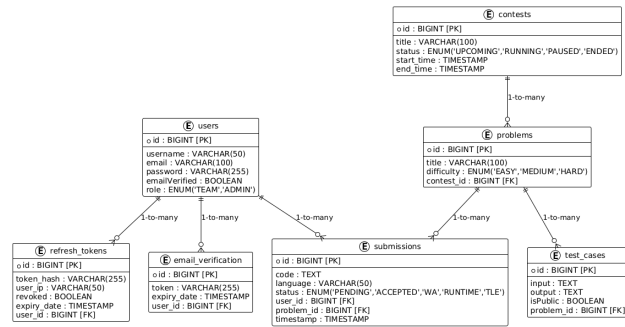 E contests
id : BIGINT [PK]
title : VARCHAR(100)
status : ENUM('UPCOMING','RUNNING','PAUSED','ENDED')
start_time : TIMESTAMP
end_time : TIMESTAMP
1-to-many
E users
id : BIGINT [PK]
username : VARCHAR(50)
email : VARCHAR(100)
password : VARCHAR(255)
emailVerified : BOOLEAN
role : ENUM('TEAM','ADMIN')
E problems
id : BIGINT [PK]
title : VARCHAR(100)
difficulty : ENUM('EASY','MEDIUM','HARD')
contest_id : BIGINT [FK]
1-to-many
1-to-many
1-to-many
1-to-many
1-to-many
E refresh_tokens
id : BIGINT [PK]
token_hash : VARCHAR(255)
user_ip : VARCHAR(50)
revoked : BOOLEAN
expiry_date : TIMESTAMP
user_id : BIGINT [FK]
E email_verification
id : BIGINT [PK]
token : VARCHAR(255)
expiry_date : TIMESTAMP
user_id : BIGINT [FK]
E submissions
id : BIGINT [PK]
code : TEXT
language : VARCHAR(50)
status : ENUM('PENDING','ACCEPTED','WA','RUNTIME','TLE')
user_id : BIGINT [FK]
problem_id : BIGINT [FK]
timestamp : TIMESTAMP
E test_cases
id : BIGINT [PK]
input : TEXT
output : TEXT
isPublic : BOOLEAN
problem_id : BIGINT [FK]